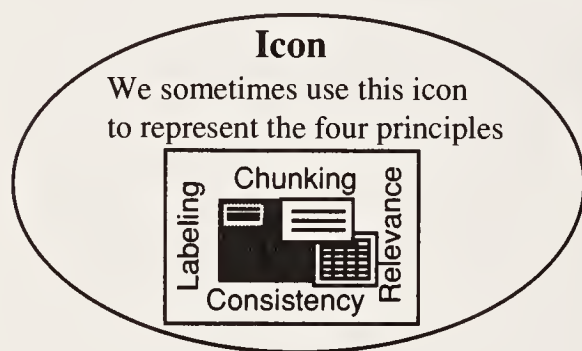 Icon
We sometimes use this icon
to represent the four principles
Chunking
Labeling
Relevance
Consistency